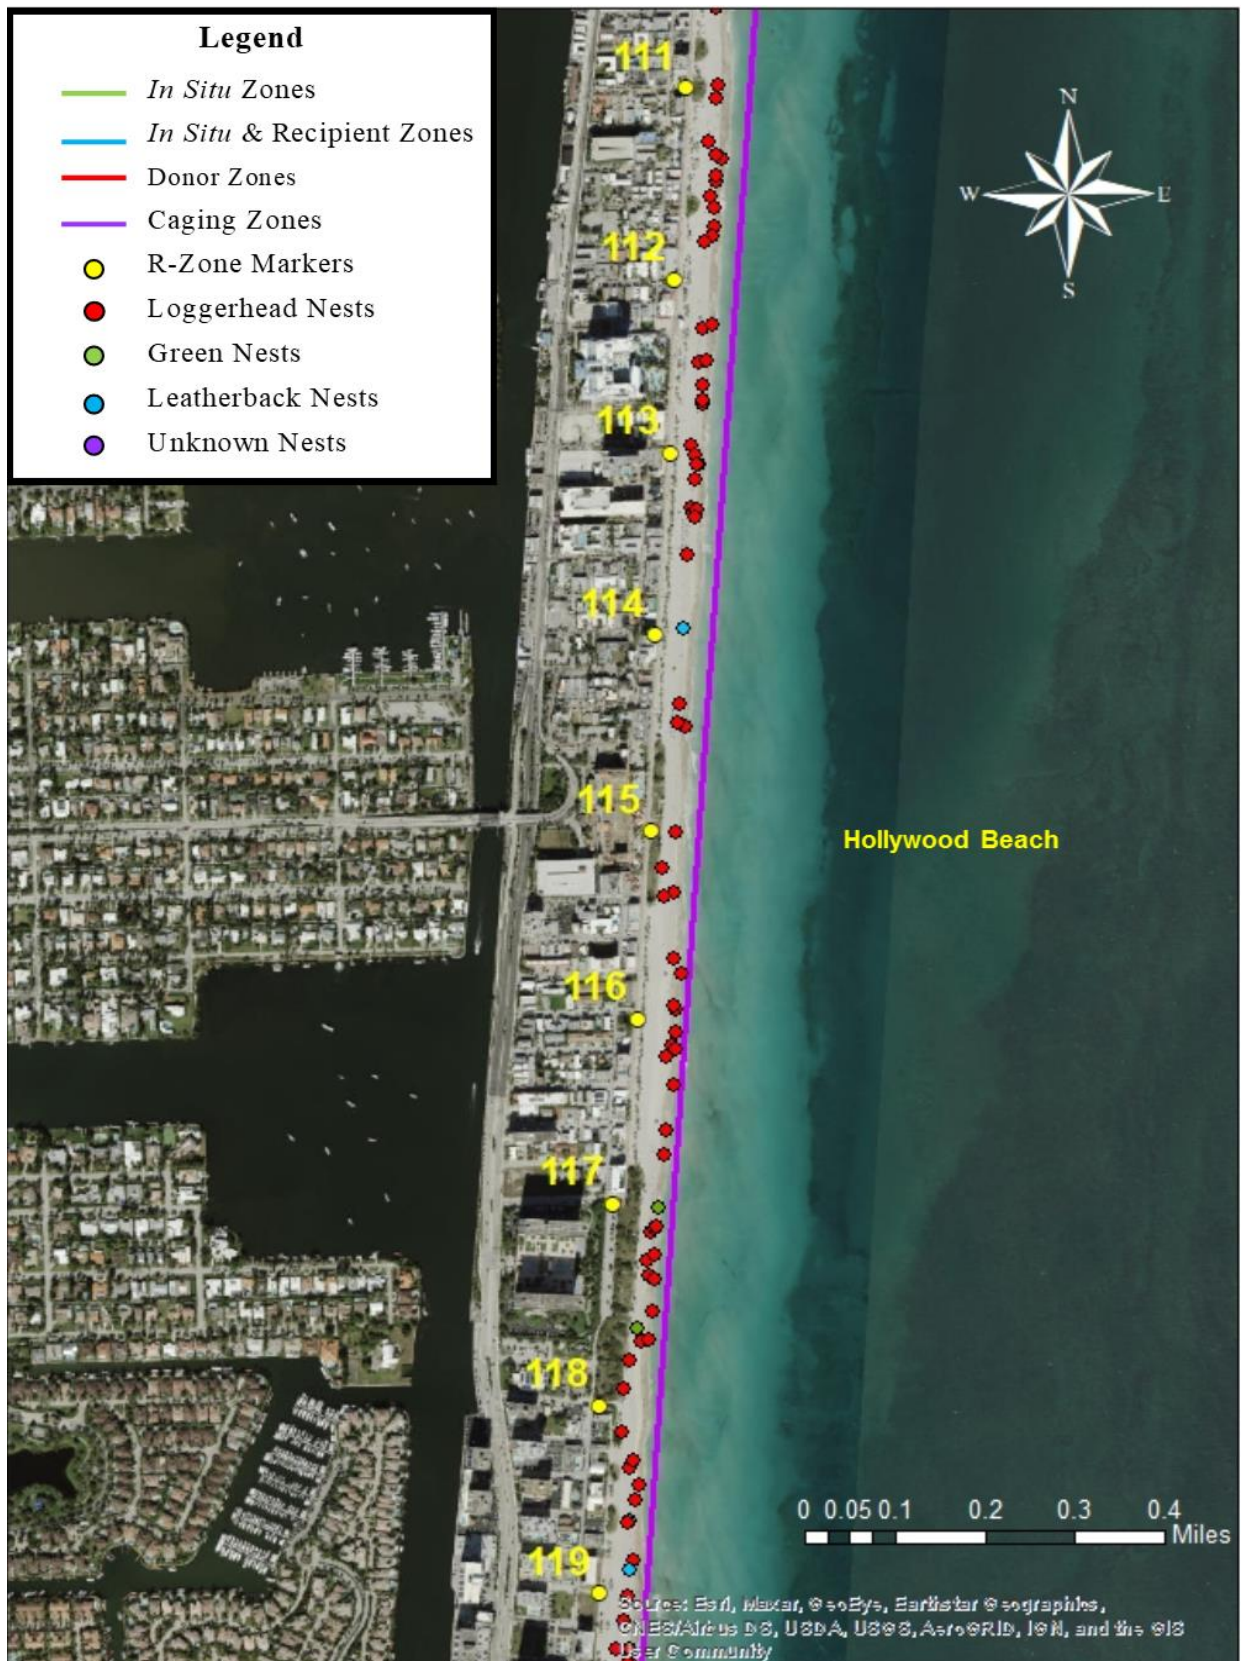 Legend
In Situ Zones
In Situ & Recipient Zones
Donor Zones
Caging Zones
R-Zone Markers
Loggerhead Nests
Green Nests
Leatherback Nests
Unknown Nests
111
N
W E
S
112
113
114
115
Hollywood Beach
116
117
118
0 0.05 0.1 0.2 0.3 0.4
Miles
119
Source: Esri, Maxar, GeoEye, Earthstar Geographics,
CNES/Airbus DS, USDA, USGS, AeroGRID, IGN, and the GIS
User Community